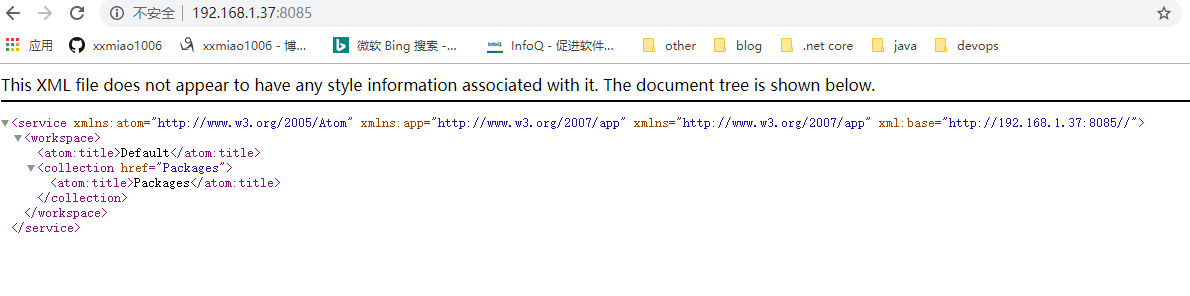 不安全 | 192.168.1.37:8085
应用 xxmiao1006 xxmiao1006 - 博... 微软 Bing 搜索 -... InfoQ InfoQ - 促进软件... other blog .net core java devops
This XML file does not appear to have any style information associated with it. The document tree is shown below.
<service xmlns:atom="http://www.w3.org/2005/Atom" xmlns:app="http://www.w3.org/2007/app" xmlns="http://www.w3.org/2007/app" xml:base="http://192.168.1.37:8085//">
<workspace>
<atom:title>Default</atom:title>
<collection href="Packages">
<atom:title>Packages</atom:title>
</collection>
</workspace>
</service>